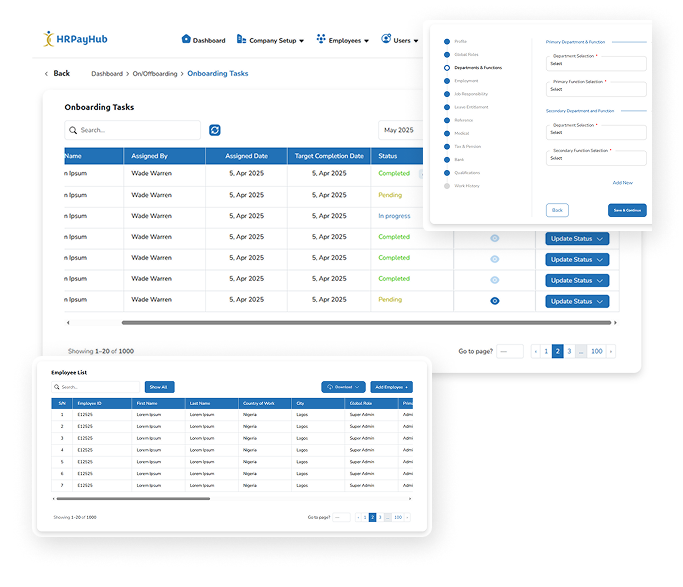 HRPayHub
Dashboard
Company Setup
Employees
Users
Back
Dashboard > On/Offboarding > Onboarding Tasks
Onboarding Tasks
Search...
May 2025
Name Assigned By Assigned Date Target Completion Date Status
n Ipsum Wade Warren 5, Apr 2025 5, Apr 2025 Completed
n Ipsum Wade Warren 5, Apr 2025 5, Apr 2025 Pending
n Ipsum Wade Warren 5, Apr 2025 5, Apr 2025 In progress
n Ipsum Wade Warren 5, Apr 2025 5, Apr 2025 Completed Update Status
n Ipsum Wade Warren 5, Apr 2025 5, Apr 2025 Completed Update Status
n Ipsum Wade Warren 5, Apr 2025 5, Apr 2025 Pending Update Status
Showing 1-20 of 1000
Go to page? — ‹ 1 2 3 ... 100 ›
Profile
Global Roles
Departments & Functions
Employment
Job Responsibility
Leave Entitlement
Reference
Medical
Tax & Pension
Bank
Qualifications
Work History
Primary Department & Function
Department Selection *
Select
Primary Function Selection *
Select
Secondary Department and Function
Department Selection *
Select
Secondary Function Selection *
Select
Add New
Back
Save & Continue
Employee List
Search...
Show All
Download
Add Employee +
S/N Employee ID First Name Last Name Country of Work City Global Role Prim
1 E12525 Lorem Ipsum Lorem Ipsum Nigeria Lagos Super Admin Admi
2 E12525 Lorem Ipsum Lorem Ipsum Nigeria Lagos Super Admin Admi
3 E12525 Lorem Ipsum Lorem Ipsum Nigeria Lagos Super Admin Admi
4 E12525 Lorem Ipsum Lorem Ipsum Nigeria Lagos Super Admin Admi
5 E12525 Lorem Ipsum Lorem Ipsum Nigeria Lagos Super Admin Admi
6 E12525 Lorem Ipsum Lorem Ipsum Nigeria Lagos Super Admin Admi
7 E12525 Lorem Ipsum Lorem Ipsum Nigeria Lagos Super Admin Admi
Showing 1-20 of 1000
Go to page? — ‹ 1 2 3 ... 100 ›